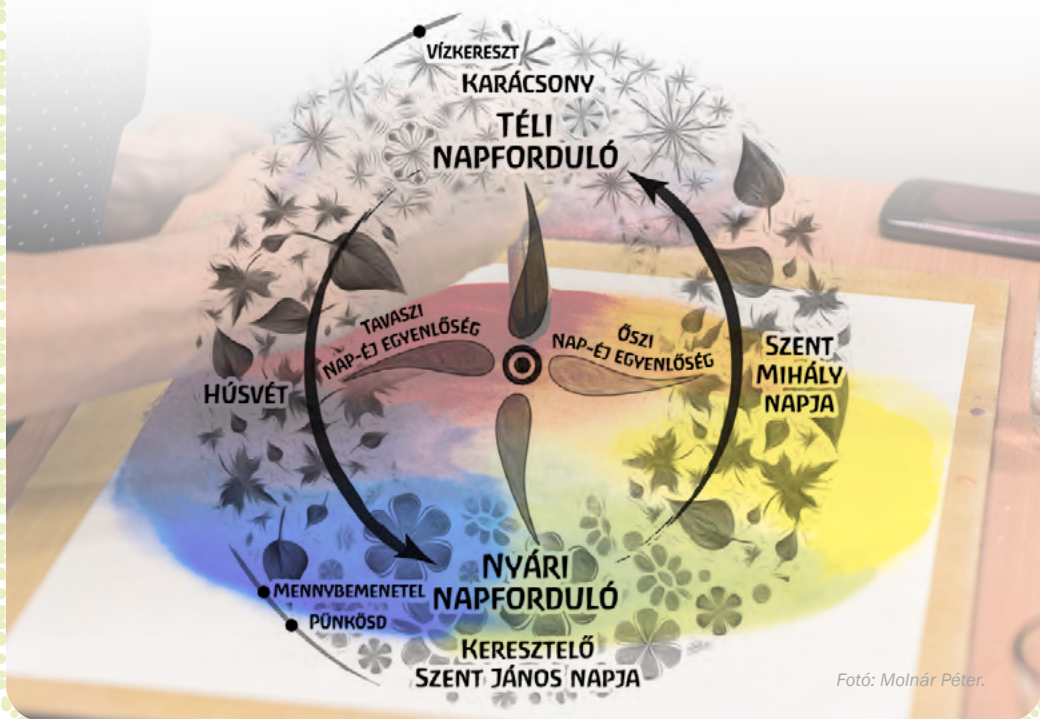 VÍZKERESZT
KARÁCSONY
TÉLI
NAPFORDULÓ
TAVASZI
NAP-ÉJ EGYENLŐSÉG
ŐSZI
NAP-ÉJ EGYENLŐSÉG
HÚSVÉT
SZENT
MIHÁLY
NAPJA
NYÁRI
NAPFORDULÓ
MENNYBEMENETEL
PÜNKÖSD
KERESZTELŐ
SZENT JÁNOS NAPJA
Fotó: Molnár Péter.